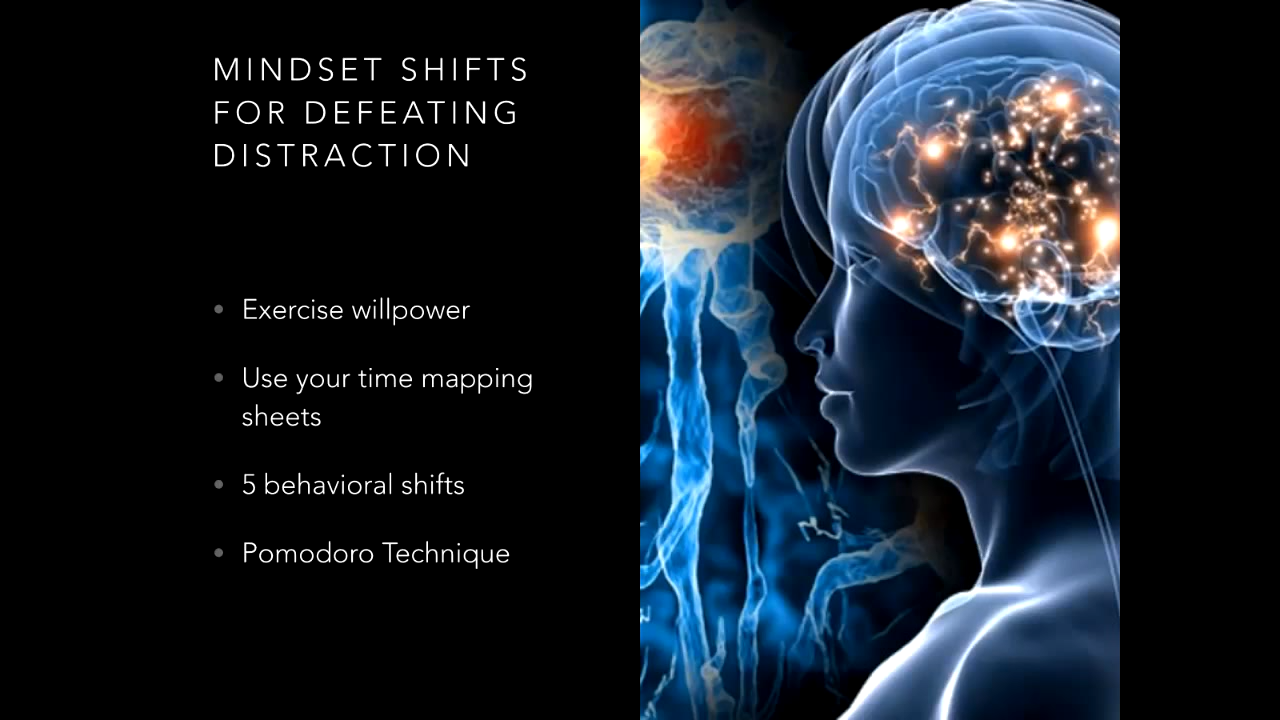 MINDSET SHIFTS
FOR DEFEATING
DISTRACTION
• Exercise willpower
• Use your time mapping
sheets
• 5 behavioral shifts
• Pomodoro Technique